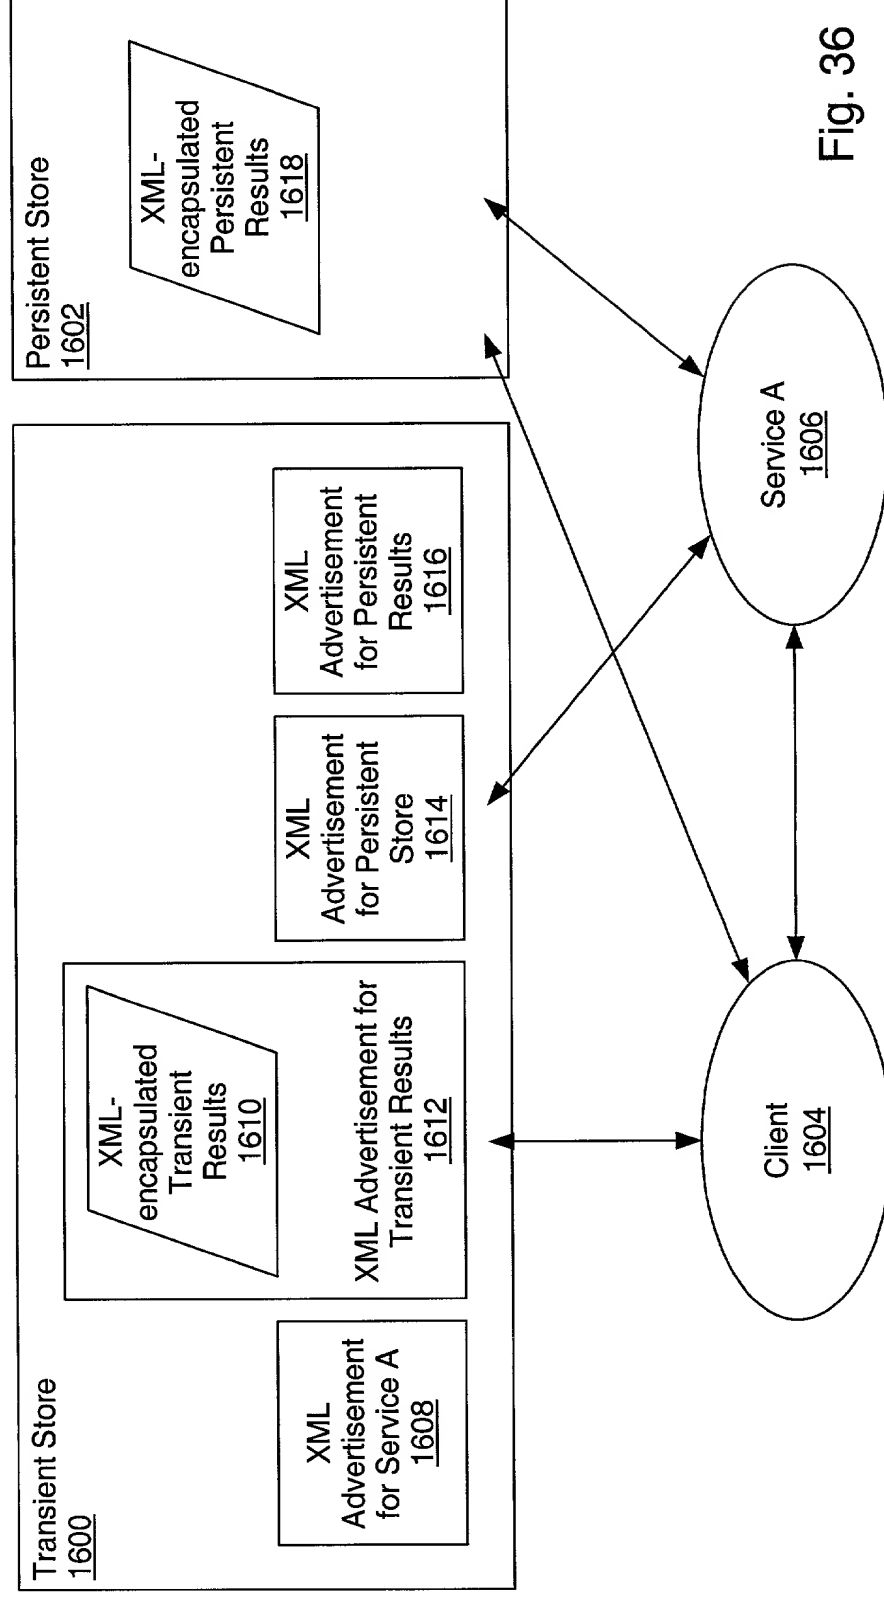 Transient Store
1600
XML
Advertisement
for Service A
1608
XML-
encapsulated
Transient
Results
1610
XML Advertisement for
Transient Results
1612
XML
Advertisement
for Persistent
Store
1614
XML
Advertisement
for Persistent
Results
1616
Persistent Store
1602
XML-
encapsulated
Persistent
Results
1618
Client
1604
Service A
1606
Fig. 36